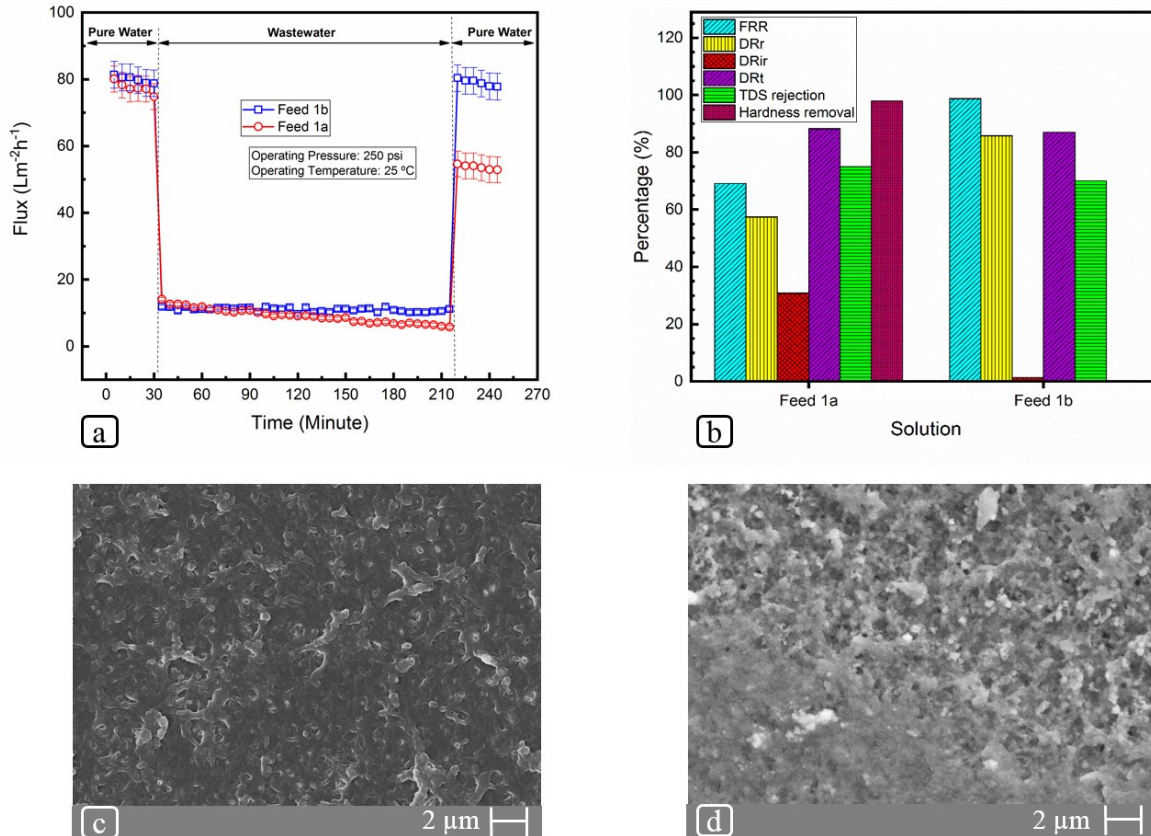 Pure Water
Wastewater
Pure Water
80
60
40
20
0
Flux (Lm⁻²h⁻¹)
Feed 1b
Feed 1a
Operating Pressure: 250 psi
Operating Temperature: 25 ºC
0 30 60 90 120 150 180 210 240 270
Time (Minute)
a
120
100
80
60
40
20
0
Percentage (%)
FRR
DRr
DRir
DRt
TDS rejection
Hardness removal
Feed 1a
Feed 1b
Solution
b
c
2 µm
d
2 µm